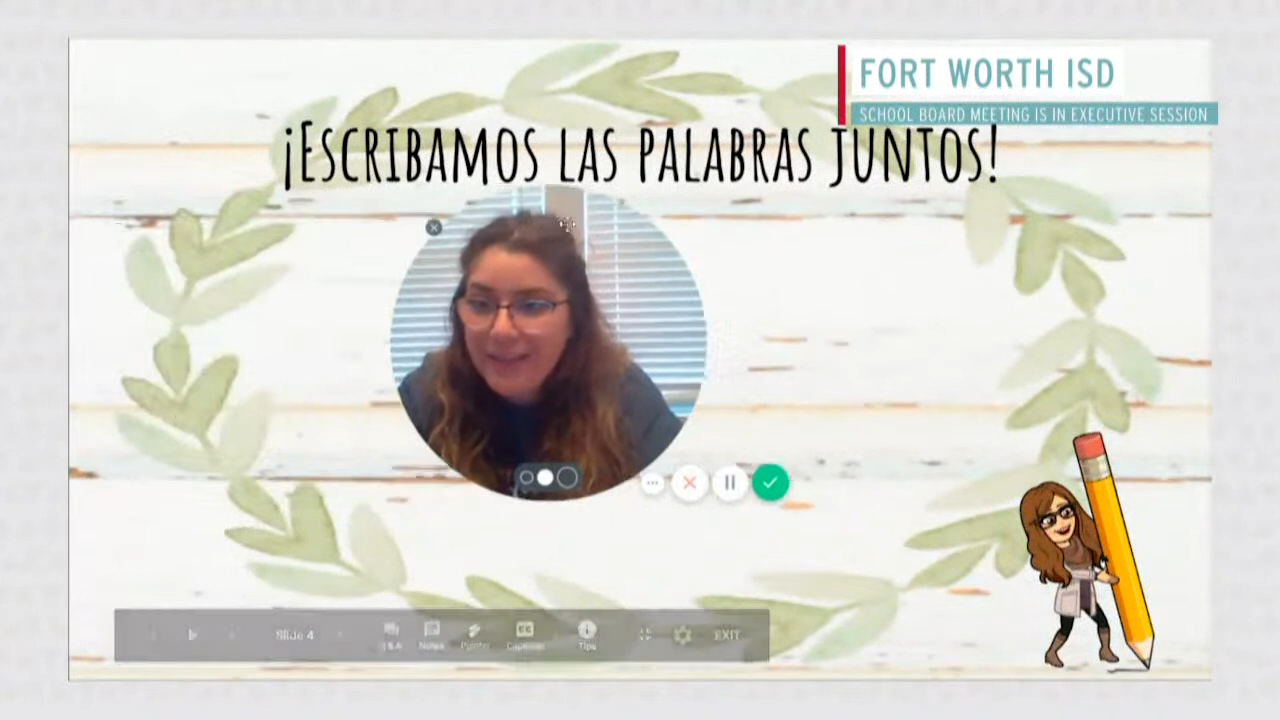 FORT WORTH ISD
SCHOOL BOARD MEETING IS IN EXECUTIVE SESSION
¡ESCRIBAMOS LAS PALABRAS JUNTOS!
Slide 4
Notes
Pointer
Captions
Tips
EXIT